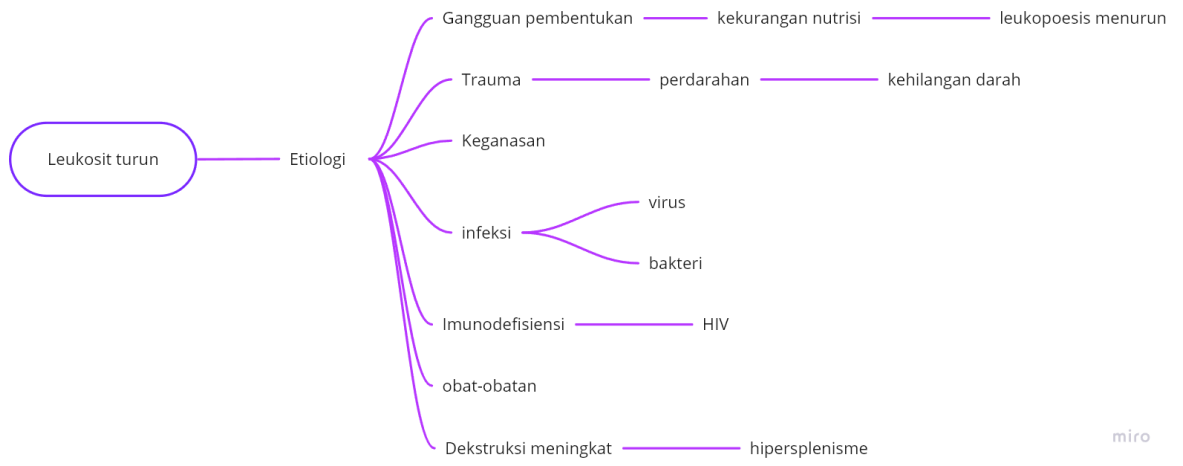 Leukosit turun
Etiologi
Gangguan pembentukan
kekurangan nutrisi
leukopoesis menurun
Trauma
perdarahan
kehilangan darah
Keganasan
infeksi
virus
bakteri
Imunodefisiensi
HIV
obat-obatan
Dekstruksi meningkat
hipersplenisme
miro